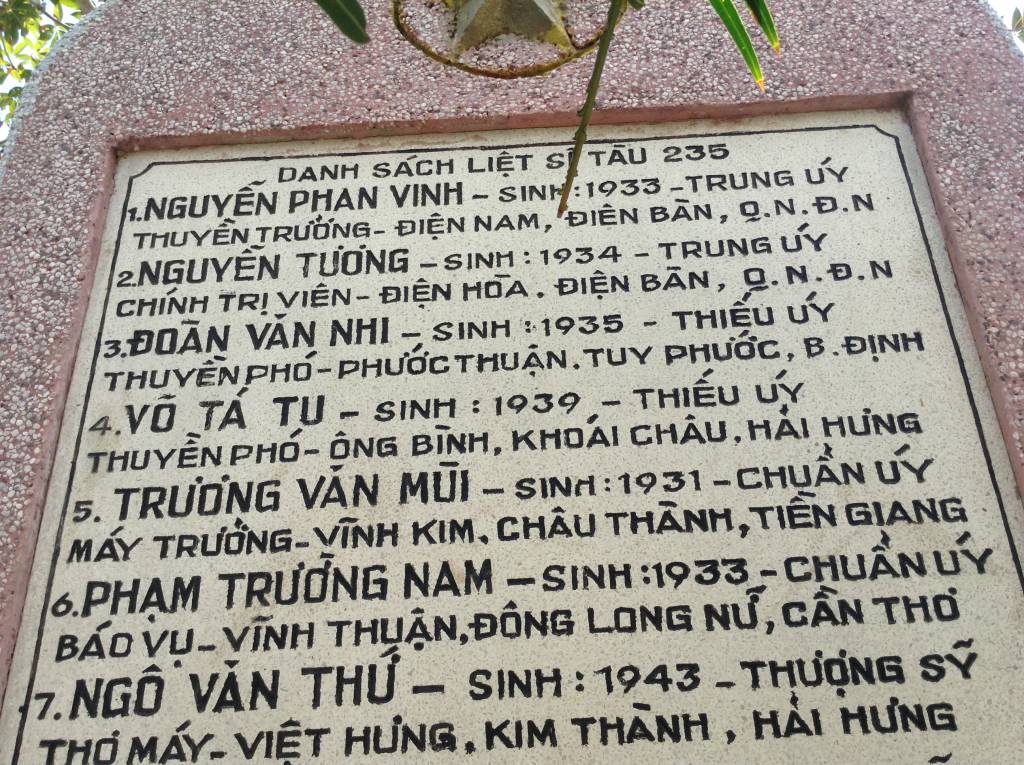 DANH SÁCH LIỆT SĨ TÀU 235
1.NGUYỄN PHAN VINH - SINH:1933 - TRUNG ÚY
THUYỀN TRƯỞNG - ĐIỆN NAM, ĐIỆN BÀN, Q.N.Đ.N
2.NGUYỄN TƯƠNG - SINH: 1934 - TRUNG ÚY
CHÍNH TRỊ VIÊN - ĐIỆN HÒA. ĐIỆN BÀN, Q.N.Đ.N
3.ĐOÀN VĂN NHI - SINH :1935 - THIẾU ÚY
THUYỀN PHÓ - PHƯỚC THUẬN. TUY PHƯỚC, B.ĐỊNH
4.VÕ TÁ TU - SINH: 1939 - THIẾU ÚY
THUYỀN PHÓ - ÔNG BÌNH, KHOÁI CHÂU, HẢI HƯNG
5. TRƯƠNG VĂN MÙI - SINH:1931 - CHUẨN ÚY
MÁY TRƯỞNG - VĨNH KIM, CHÂU THÀNH, TIỀN GIANG
6.PHẠM TRƯỜNG NAM - SINH:1933 - CHUẨN ÚY
BÁO VỤ - VĨNH THUẬN, ĐÔNG LONG NỮ, CẦN THƠ
7.NGÔ VĂN THỨ - SINH: 1943 - THƯỢNG SỸ
THỢ MÁY - VIỆT HƯNG, KIM THÀNH, HẢI HƯNG